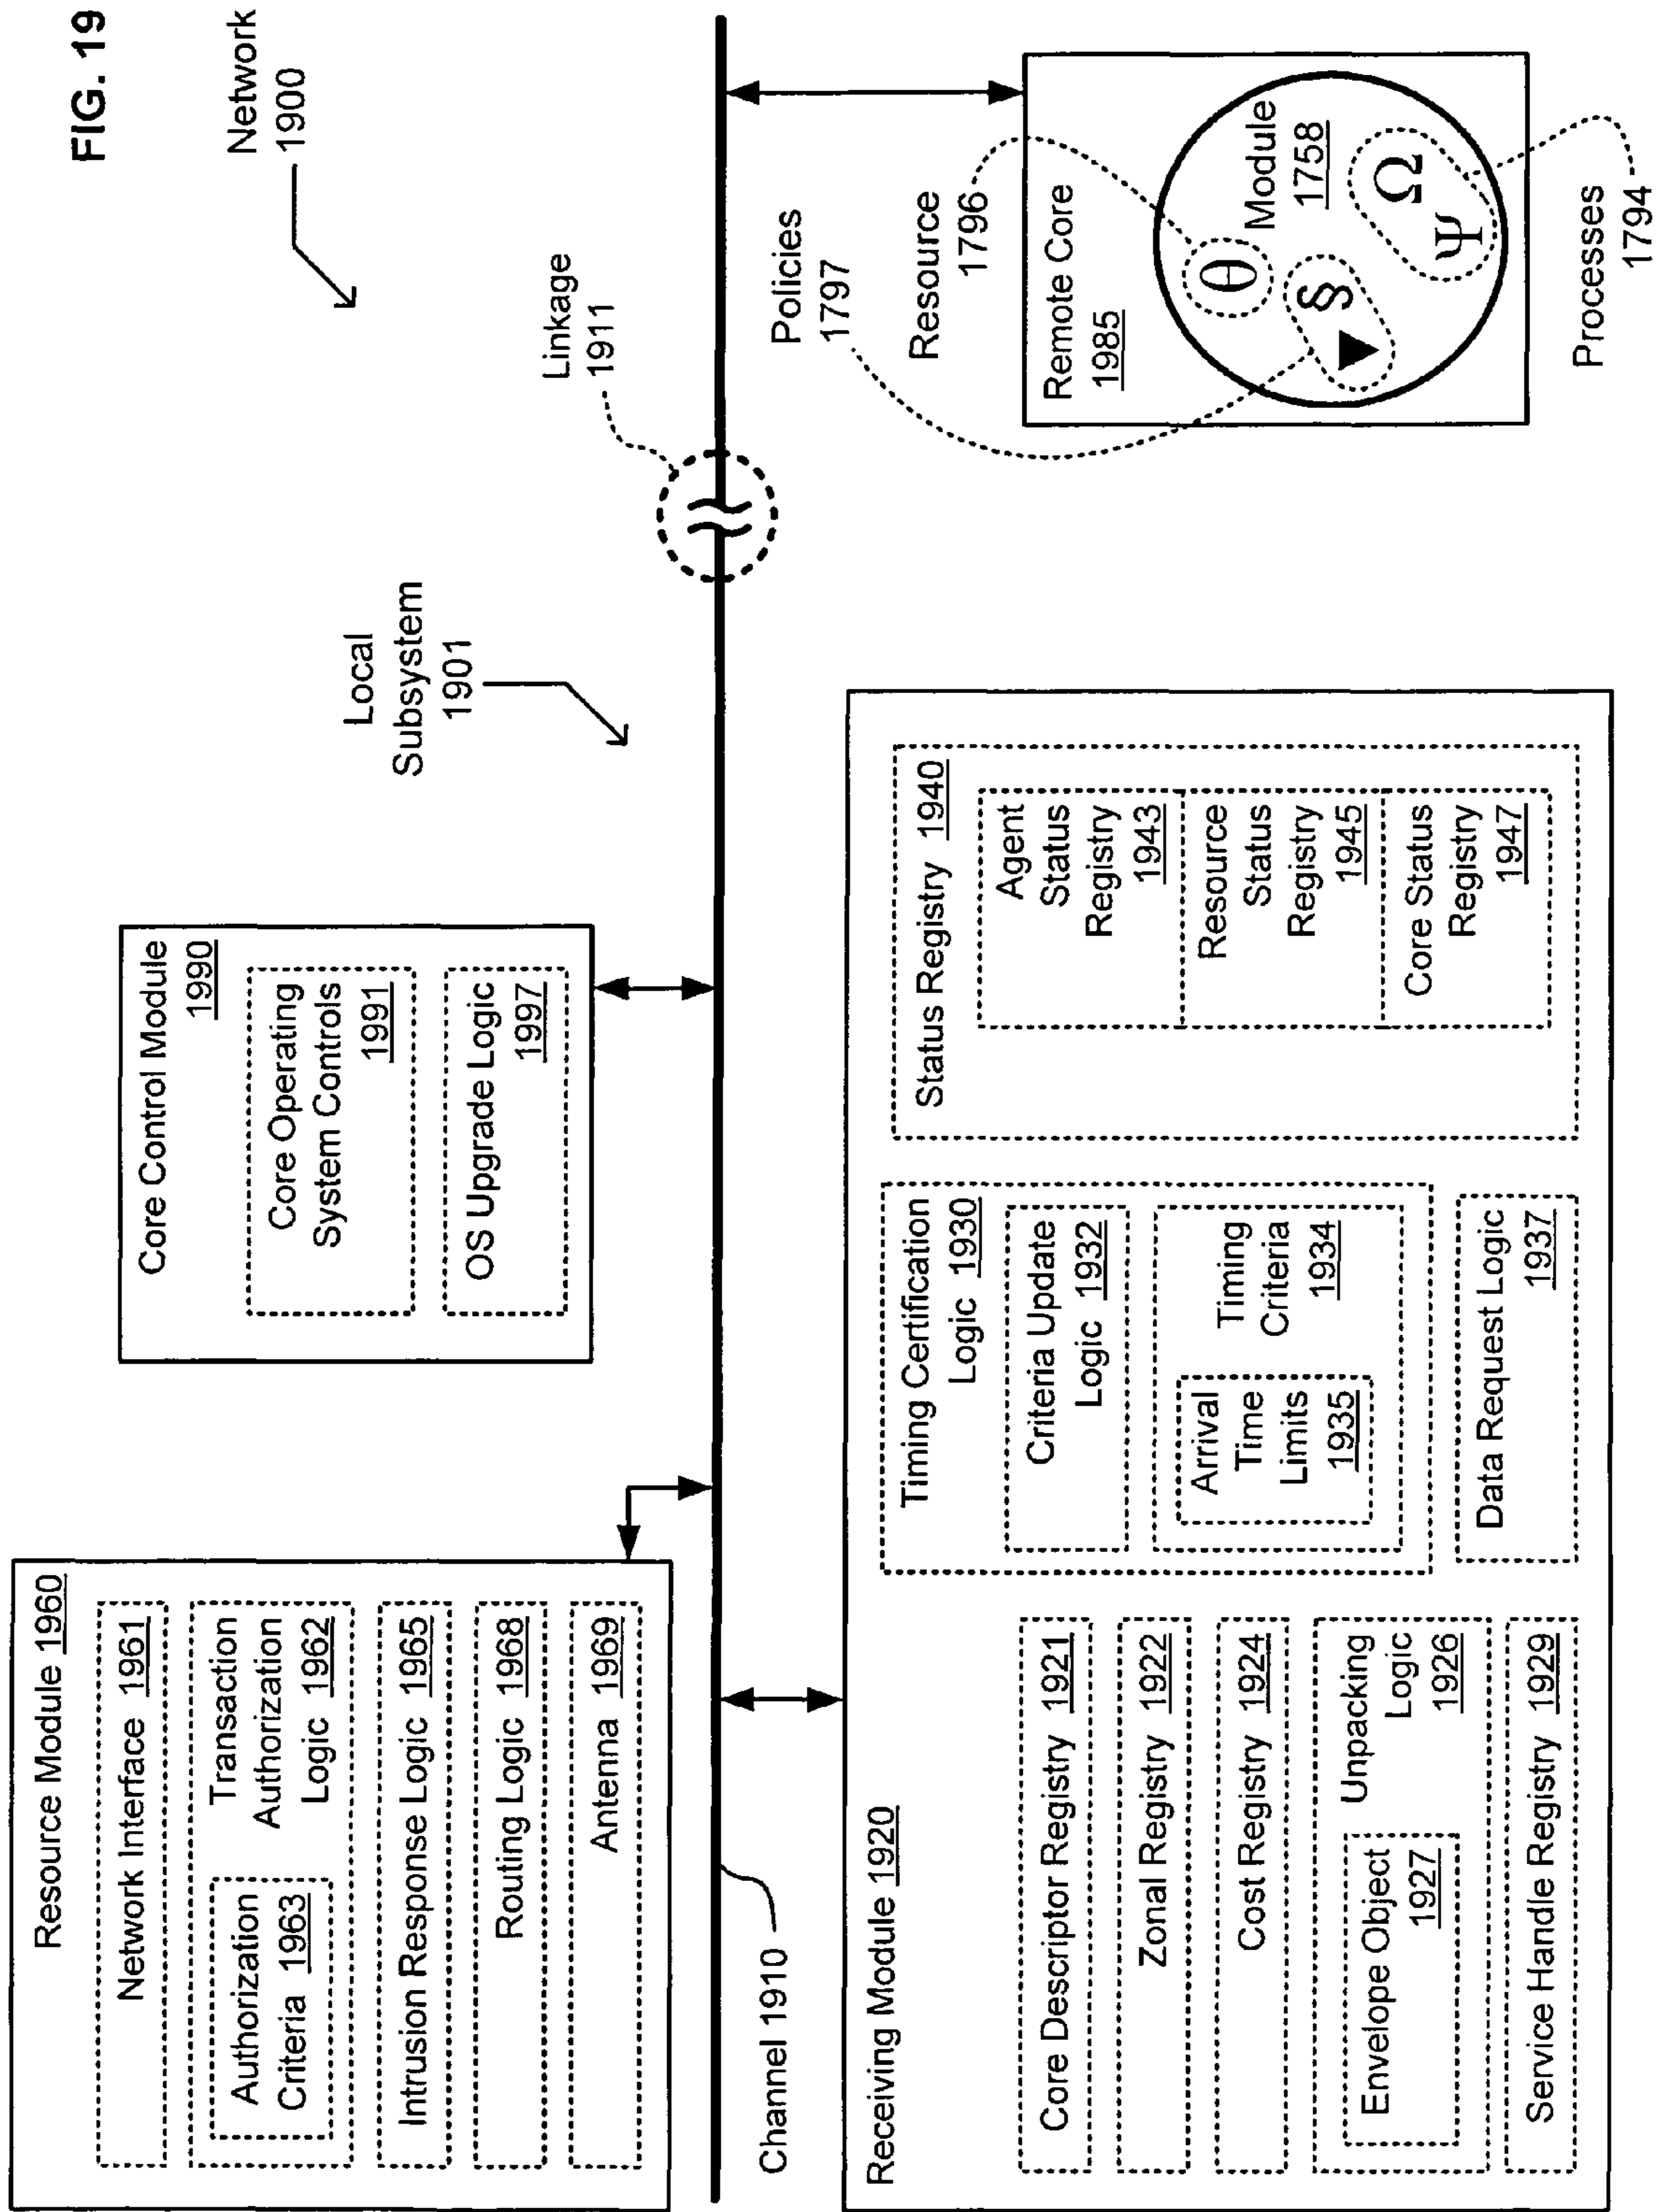 FIG. 19
Network
1900
Resource Module 1960
Network Interface 1961
Transaction
Authorization
Logic 1962
Authorization
Criteria 1963
Intrusion Response Logic 1965
Routing Logic 1968
Antenna 1969
Core Control Module
1990
Core Operating
System Controls
1991
OS Upgrade Logic
1997
Local
Subsystem
1901
Linkage
1911
Channel 1910
Receiving Module 1920
Core Descriptor Registry 1921
Zonal Registry 1922
Cost Registry 1924
Unpacking
Logic
1926
Envelope Object
1927
Service Handle Registry 1929
Timing Certification
Logic 1930
Criteria Update
Logic 1932
Timing
Criteria
1934
Arrival
Time
Limits
1935
Data Request Logic
1937
Status Registry 1940
Agent
Status
Registry
1943
Resource
Status
Registry
1945
Core Status
Registry
1947
Policies
1797
Resource
1796
Remote Core
1985
Module
1758
θ
▼ §
Ψ Ω
Processes
1794